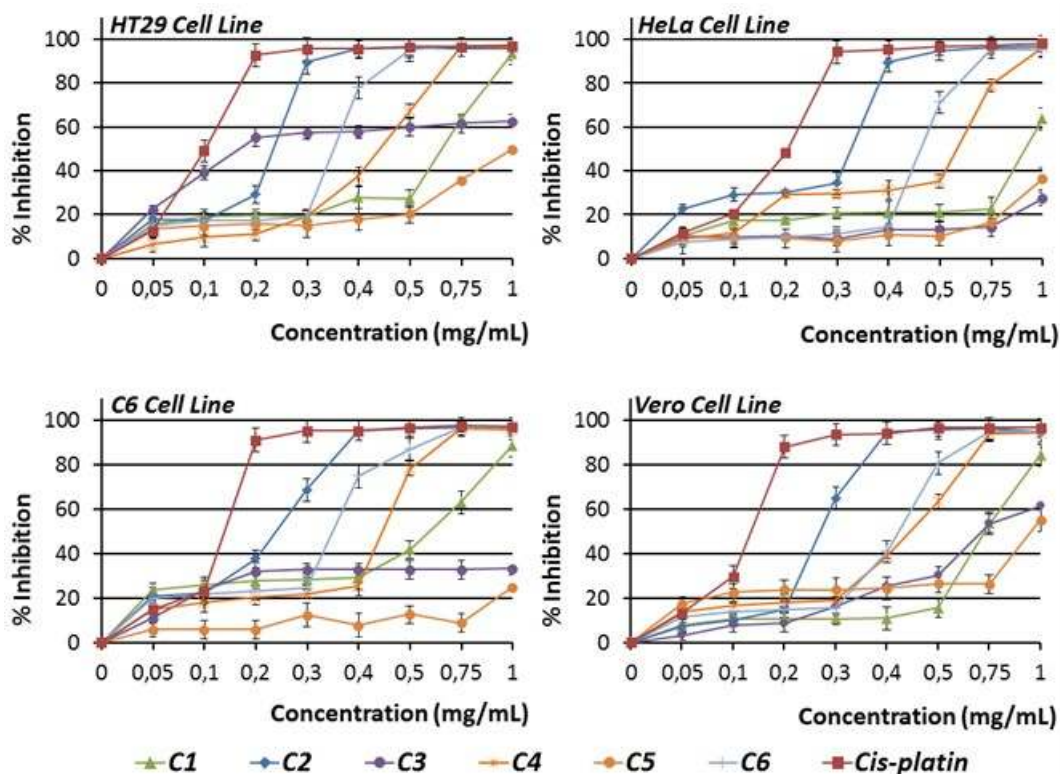 HT29 Cell Line
100
80
60
40
20
0
% Inhibition
0 0,05 0,1 0,2 0,3 0,4 0,5 0,75 1
Concentration (mg/mL)
HeLa Cell Line
100
80
60
40
20
0
% Inhibition
0 0,05 0,1 0,2 0,3 0,4 0,5 0,75 1
Concentration (mg/mL)
C6 Cell Line
100
80
60
40
20
0
% Inhibition
0 0,05 0,1 0,2 0,3 0,4 0,5 0,75 1
Concentration (mg/mL)
Vero Cell Line
100
80
60
40
20
0
% Inhibition
0 0,05 0,1 0,2 0,3 0,4 0,5 0,75 1
Concentration (mg/mL)
C1 C2 C3 C4 C5 C6 Cis-platin